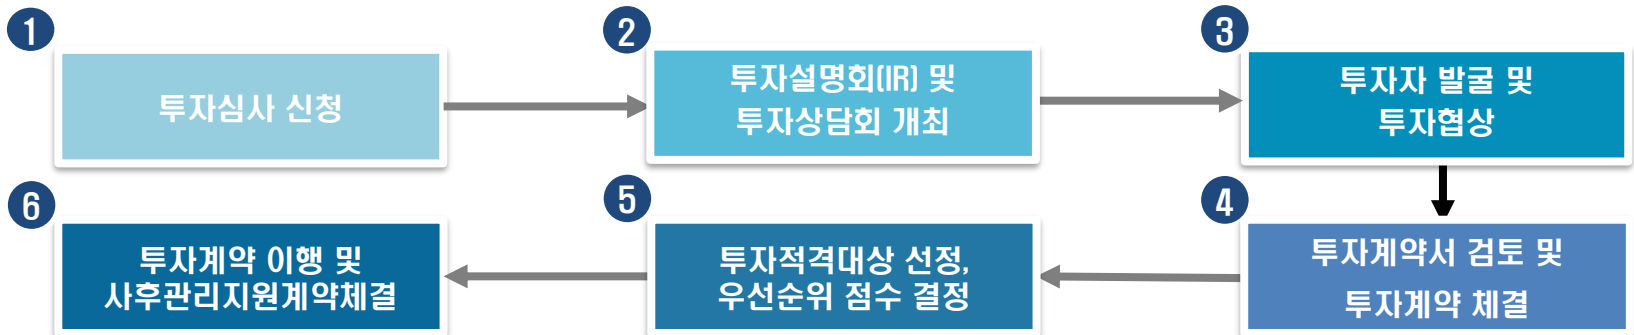 1
투자심사 신청
2
투자설명회(IR) 및
투자상담회 개최
3
투자자 발굴 및
투자협상
4
투자계약서 검토 및
투자계약 체결
5
투자적격대상 선정,
우선순위 점수 결정
6
투자계약 이행 및
사후관리지원계약체결